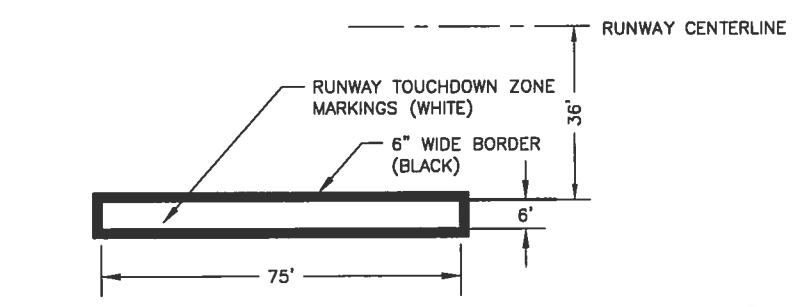 RUNWAY CENTERLINE
RUNWAY TOUCHDOWN ZONE
MARKINGS (WHITE)
36'
6" WIDE BORDER
(BLACK)
6'
75'